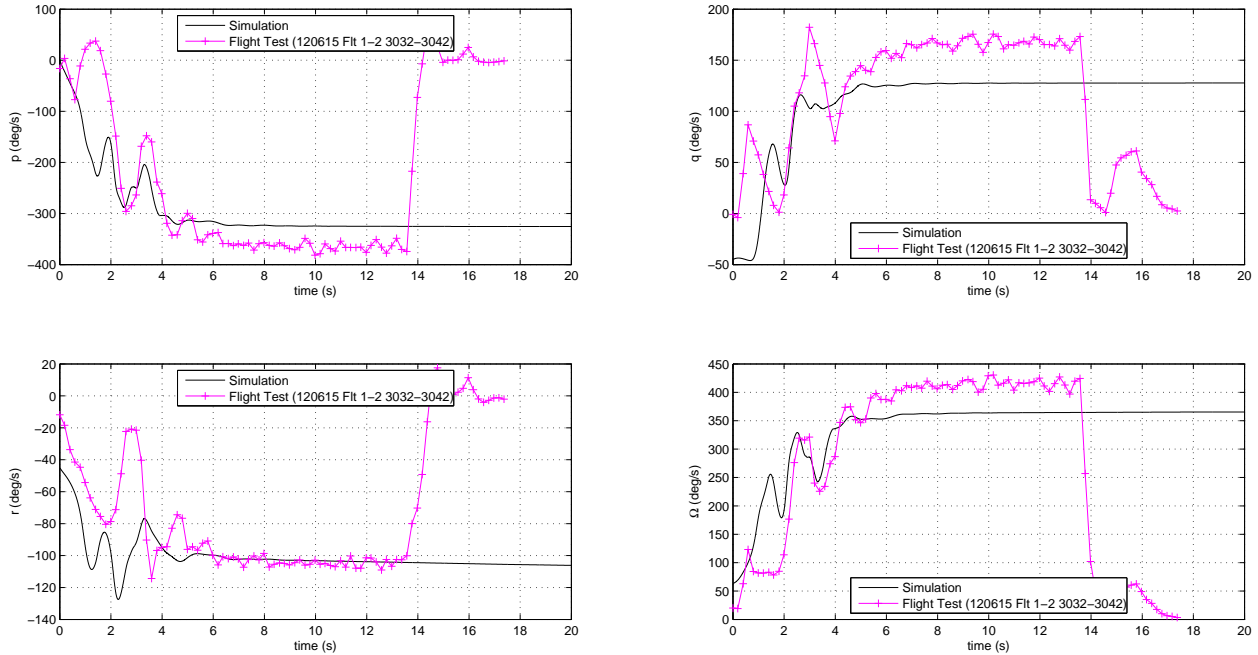 100
0
−100
−200
−300
−400
0 2 4 6 8 10 12 14 16 18 20
time (s)
p (deg/s)
Simulation
Flight Test (120615 Flt 1−2 3032−3042)
200
150
100
50
0
−50
0 2 4 6 8 10 12 14 16 18 20
time (s)
q (deg/s)
Simulation
Flight Test (120615 Flt 1−2 3032−3042)
20
0
−20
−40
−60
−80
−100
−120
−140
0 2 4 6 8 10 12 14 16 18 20
time (s)
r (deg/s)
Simulation
Flight Test (120615 Flt 1−2 3032−3042)
450
400
350
300
250
200
150
100
50
0
0 2 4 6 8 10 12 14 16 18 20
time (s)
Ω (deg/s)
Simulation
Flight Test (120615 Flt 1−2 3032−3042)